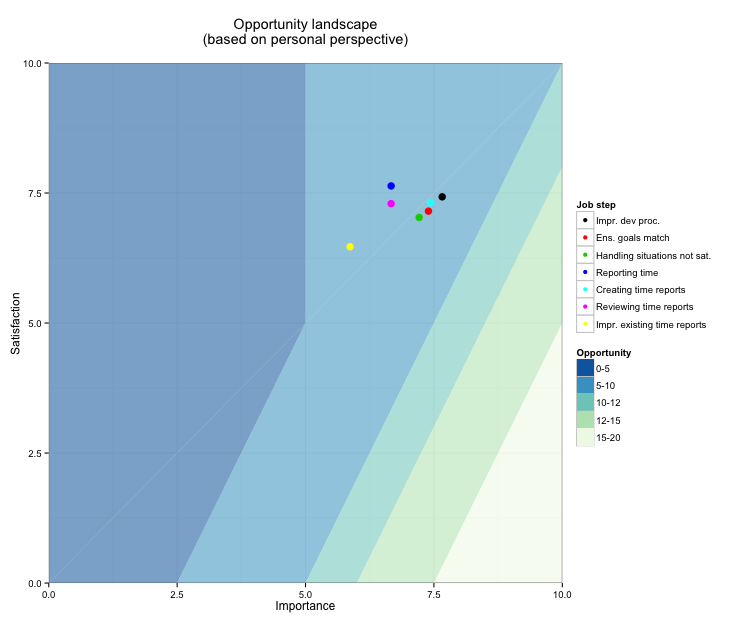 Opportunity landscape
(based on personal perspective)
Satisfaction
10.0
7.5
5.0
2.5
0.0
0.0 2.5 5.0 7.5 10.0
Importance
Job step
Impr. dev proc.
Ens. goals match
Handling situations not sat.
Reporting time
Creating time reports
Reviewing time reports
Impr. existing time reports
Opportunity
0-5
5-10
10-12
12-15
15-20